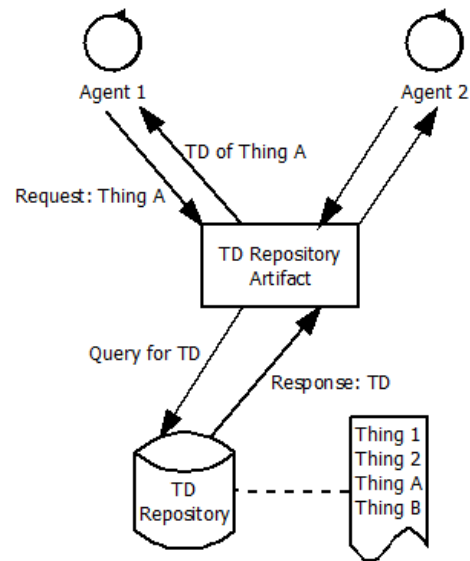 Agent 1
Agent 2
TD of Thing A
Request: Thing A
TD Repository
Artifact
Query for TD
Response: TD
TD
Repository
Thing 1
Thing 2
Thing A
Thing B